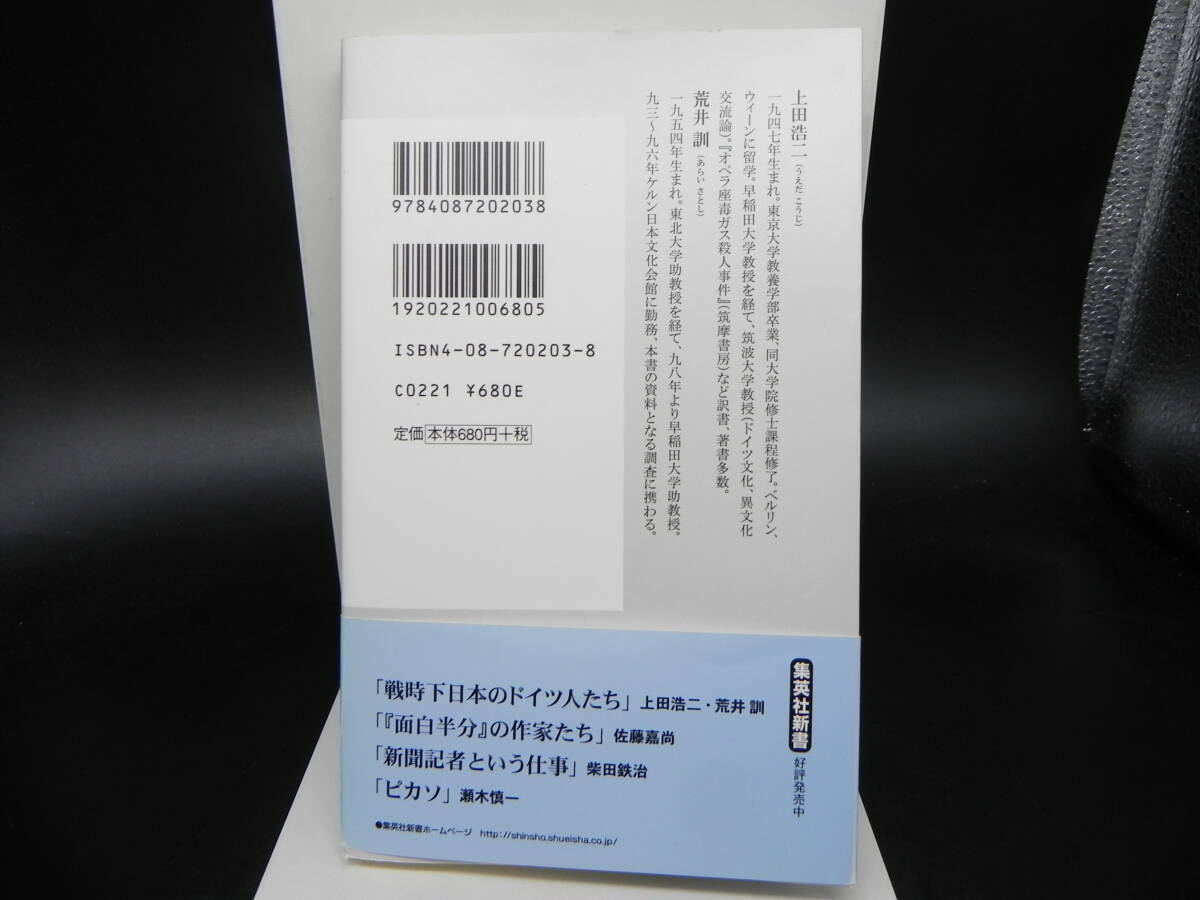 上田浩二（うえだ こうじ）
一九四七年生まれ。東京大学教養学部卒業、同大学院修士課程修了。ベルリン、
ウィーンに留学。早稲田大学教授を経て、筑波大学教授（ドイツ文化、異文化
交流論）。『オペラ座毒ガス殺人事件』（筑摩書房）など訳書、著書多数。
荒井 訓（あらい さとし）
一九五四年生まれ。東北大学助教授を経て、九八年より早稲田大学助教授。
九三〜九六年ケルン日本文化会館に勤務、本書の資料となる調査に携わる。
9784087202038
1920221006805
ISBN4-08-720203-8
C0221 ¥680E
定価 本体680円+税
集英社新書 好評発売中
「戦時下日本のドイツ人たち」上田浩二・荒井 訓
「『面白半分』の作家たち」佐藤嘉尚
「新聞記者という仕事」柴田鉄治
「ピカソ」瀬木慎一
●集英社新書ホームページ http://shinsho.shueisha.co.jp/